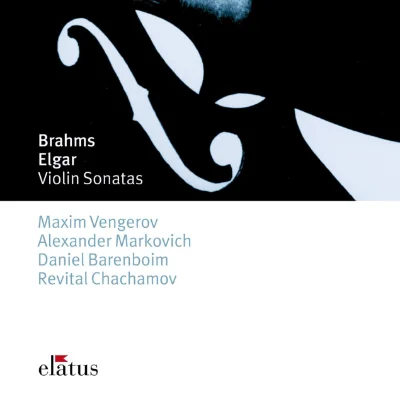 Brahms
Elgar
Violin Sonatas
Maxim Vengerov
Alexander Markovich
Daniel Barenboim
Revital Chachamov
elatus